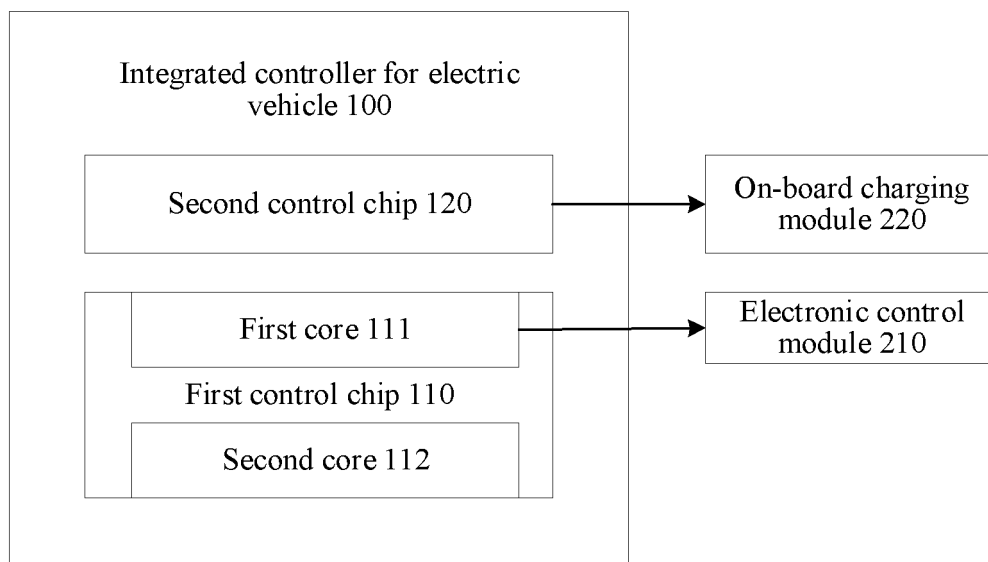 Integrated controller for electric
vehicle 100
Second control chip 120
On-board charging
module 220
First core 111
Electronic control
module 210
First control chip 110
Second core 112